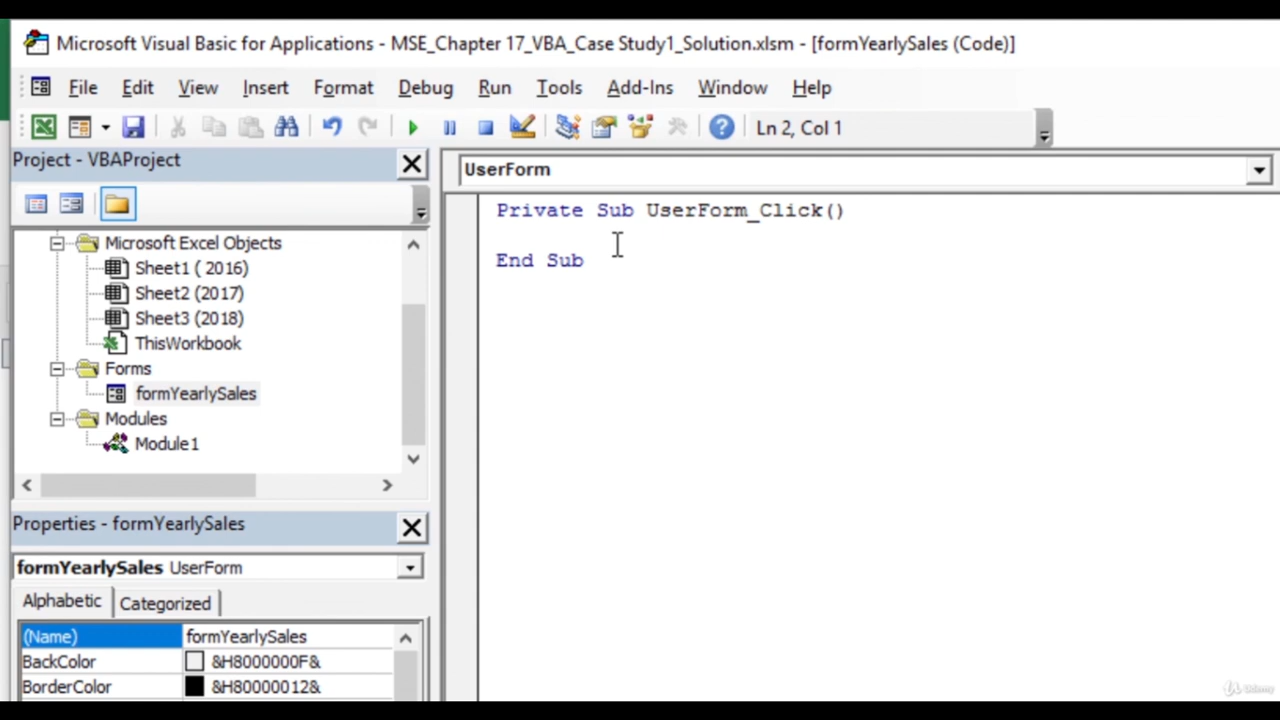 Microsoft Visual Basic for Applications - MSE_Chapter 17_VBA_Case Study1_Solution.xlsm - [formYearlySales (Code)]
File Edit View Insert Format Debug Run Tools Add-Ins Window Help
Ln 2, Col 1
Project - VBAProject
UserForm
Private Sub UserForm_Click()
End Sub
Microsoft Excel Objects
Sheet1 ( 2016)
Sheet2 (2017)
Sheet3 (2018)
ThisWorkbook
Forms
formYearlySales
Modules
Module1
Properties - formYearlySales
formYearlySales UserForm
Alphabetic Categorized
(Name) formYearlySales
BackColor &H8000000F&
BorderColor &H80000012&
Udemy